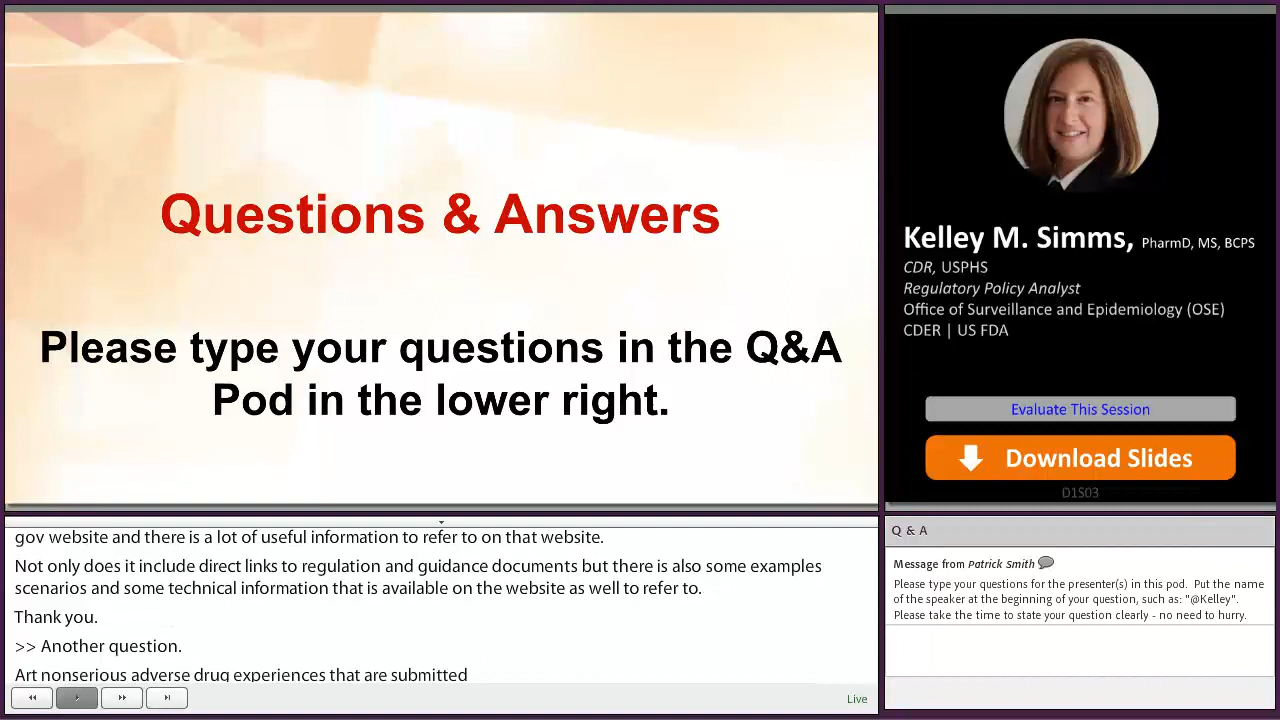 Questions & Answers
Please type your questions in the Q&A
Pod in the lower right.
Kelley M. Simms, PharmD, MS, BCPS
CDR, USPHS
Regulatory Policy Analyst
Office of Surveillance and Epidemiology (OSE)
CDER | US FDA
Evaluate This Session
Download Slides
D1S03
gov website and there is a lot of useful information to refer to on that website.
Not only does it include direct links to regulation and guidance documents but there is also some examples
scenarios and some technical information that is available on the website as well to refer to.
Thank you.
>> Another question.
Art nonserious adverse drug experiences that are submitted
Live
Q & A
Message from Patrick Smith
Please type your questions for the presenter(s) in this pod. Put the name
of the speaker at the beginning of your question, such as: "@Kelley".
Please take the time to state your question clearly - no need to hurry.